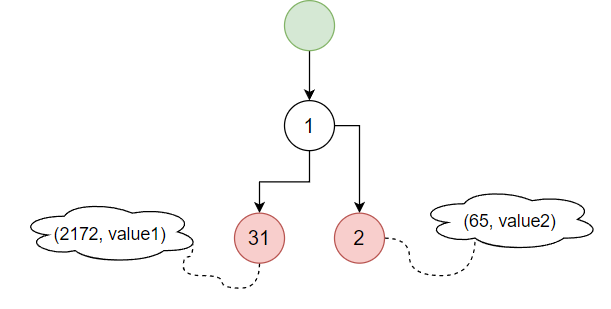 1
(2172, value1)
31
2
(65, value2)